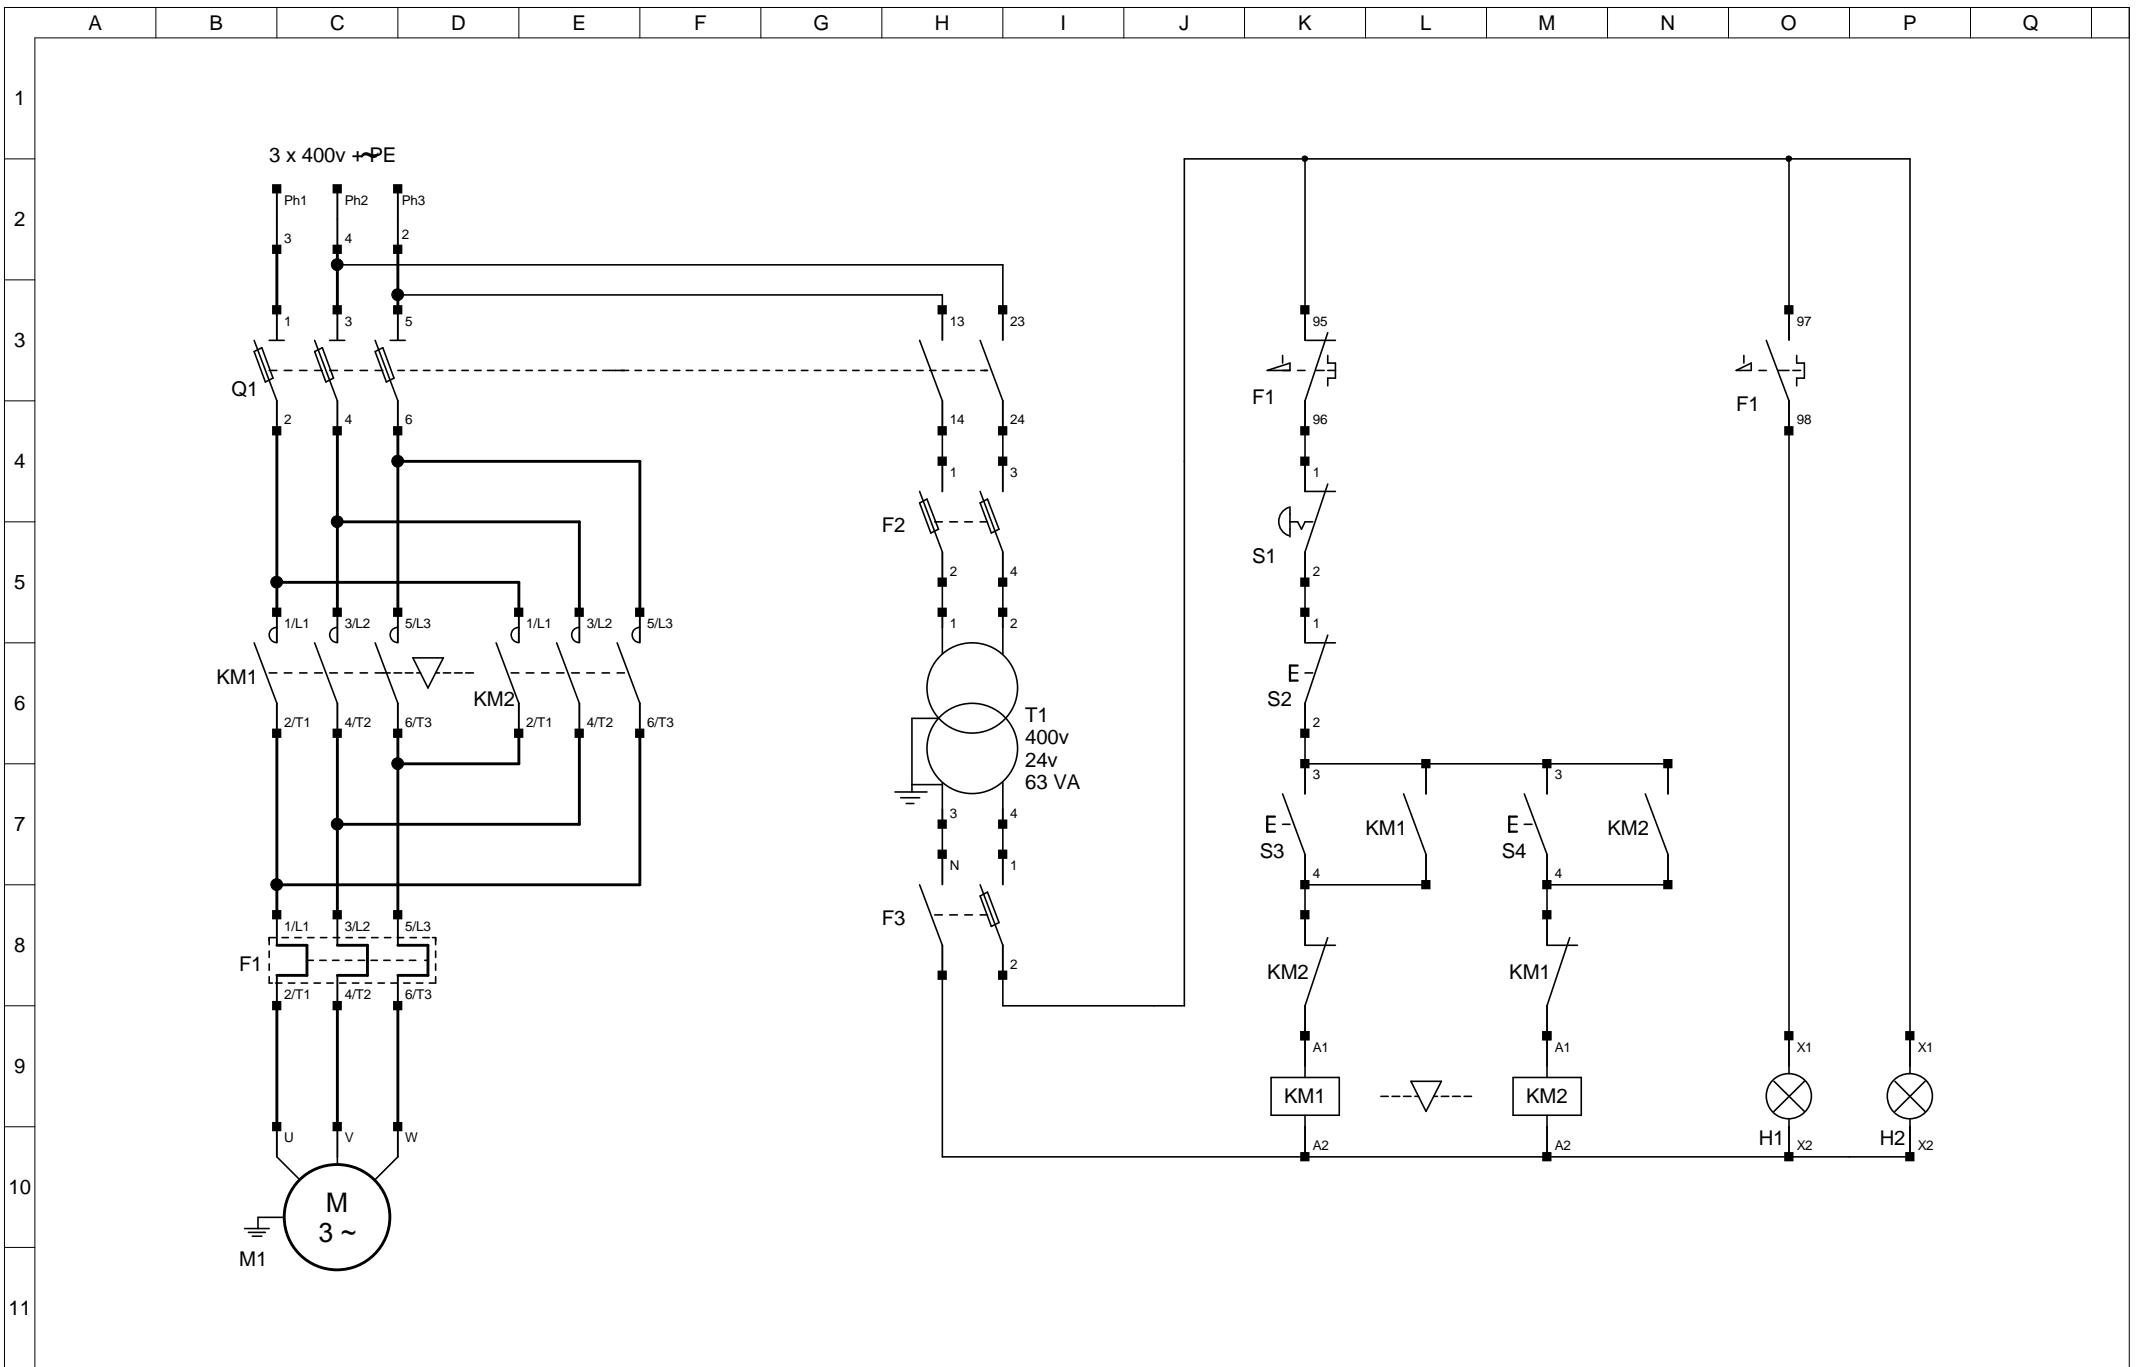 A B C D E F G H I J K L M N O P Q
1
3 x 400v +~PE
Ph1 Ph2 Ph3
2
3 4 2
1 3 5 13 23 95 97
3
Q1 F1 F1
2 4 6 14 24 96 98
4
1 3 1
F2
S1
2 4 2
5
1/L1 3/L2 5/L3 1/L1 3/L2 5/L3 1 2 1
KM1 KM2 E
S2
6
2/T1 4/T2 6/T3 2/T1 4/T2 6/T3 2
T1
400v
24v
63 VA
3 3
3 4
7
E KM1 E KM2
S3 S4
N 1 4 4
F3
1/L1 3/L2 5/L3
8
F1 KM2 KM1
2/T1 4/T2 6/T3 2
A1 A1 X1 X1
9
KM1 KM2
U V W H1 H2
A2 A2 X2 X2
10
M
3 ~
M1
11